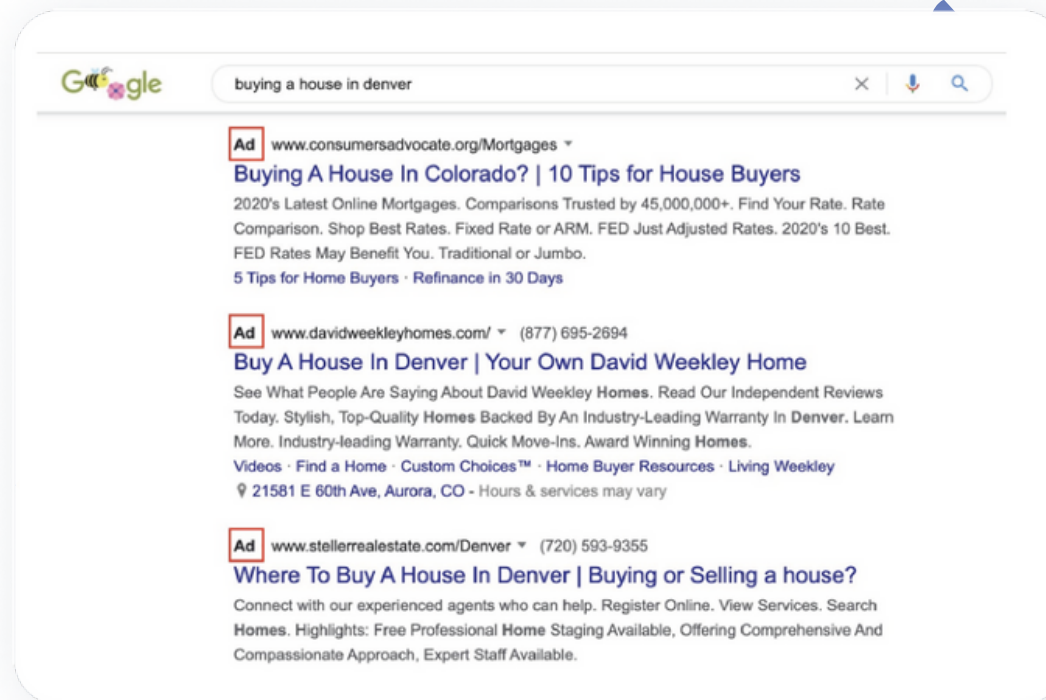 Google
buying a house in denver
Ad www.consumersadvocate.org/Mortgages
Buying A House In Colorado? | 10 Tips for House Buyers
2020's Latest Online Mortgages. Comparisons Trusted by 45,000,000+. Find Your Rate. Rate
Comparison. Shop Best Rates. Fixed Rate or ARM. FED Just Adjusted Rates. 2020's 10 Best.
FED Rates May Benefit You. Traditional or Jumbo.
5 Tips for Home Buyers · Refinance in 30 Days
Ad www.davidweekleyhomes.com/ (877) 695-2694
Buy A House In Denver | Your Own David Weekley Home
See What People Are Saying About David Weekley Homes. Read Our Independent Reviews
Today. Stylish, Top-Quality Homes Backed By An Industry-Leading Warranty In Denver. Learn
More. Industry-leading Warranty. Quick Move-Ins. Award Winning Homes.
Videos · Find a Home · Custom Choices™ · Home Buyer Resources · Living Weekley
21581 E 60th Ave, Aurora, CO - Hours & services may vary
Ad www.stellerrealestate.com/Denver (720) 593-9355
Where To Buy A House In Denver | Buying or Selling a house?
Connect with our experienced agents who can help. Register Online. View Services. Search
Homes. Highlights: Free Professional Home Staging Available, Offering Comprehensive And
Compassionate Approach, Expert Staff Available.